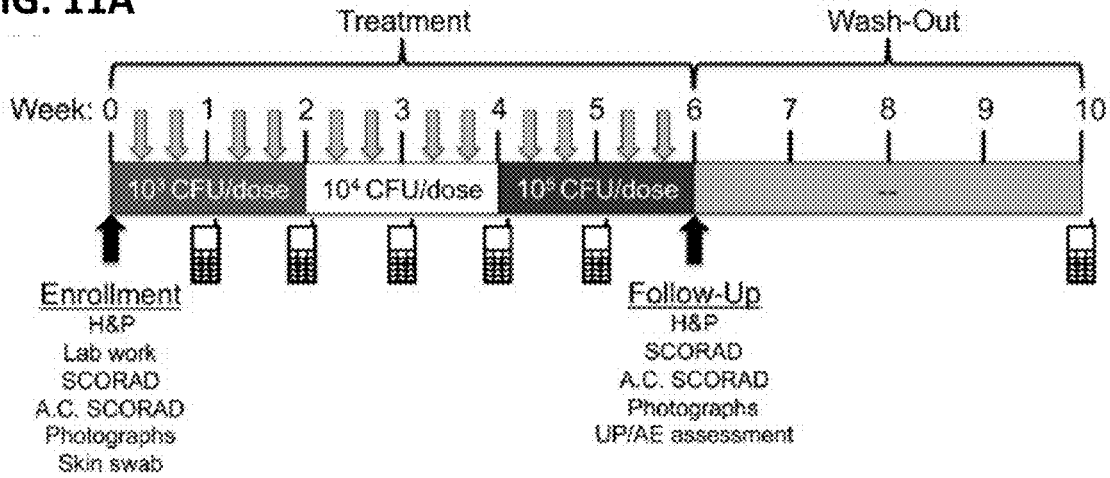 IG. 11A
Treatment
Wash-Out
Week: 0 1 2 3 4 5 6 7 8 9 10
CFU/dose
10⁴ CFU/dose
CFU/dose
--
Enrollment
H&P
Lab work
SCORAD
A.C. SCORAD
Photographs
Skin swab
Follow-Up
H&P
SCORAD
A.C. SCORAD
Photographs
UP/AE assessment